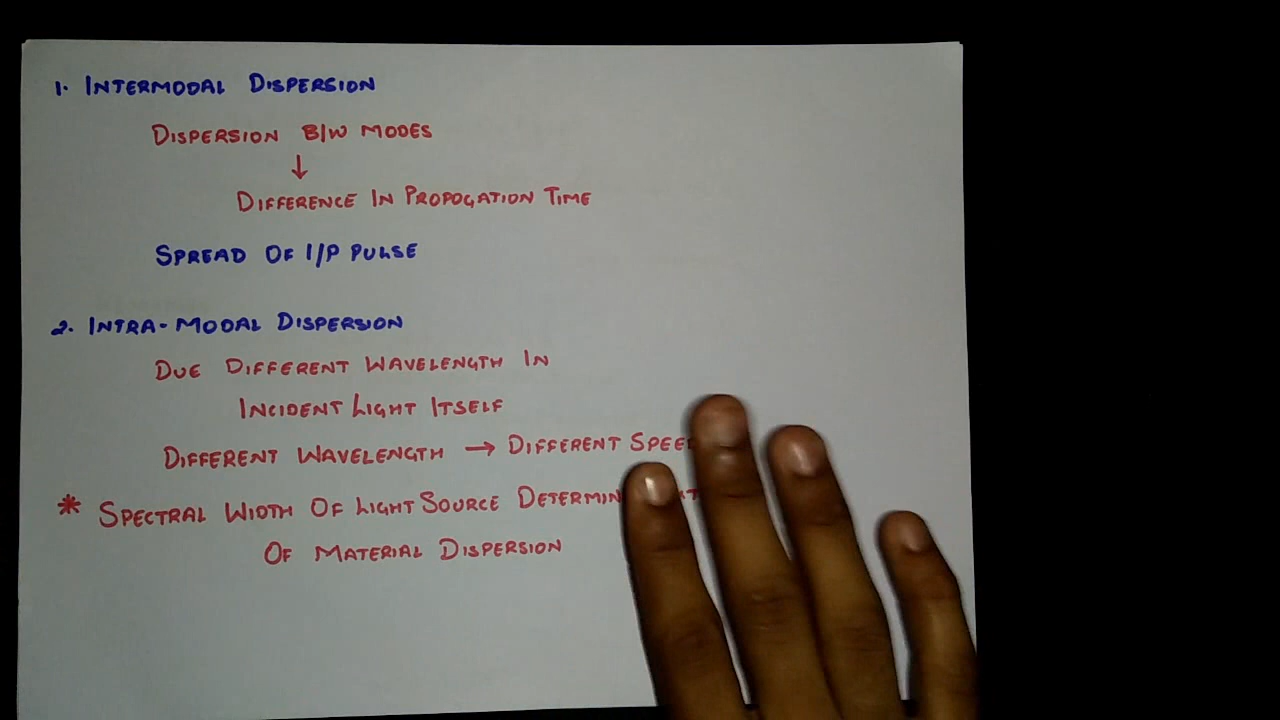 1. INTERMODAL DISPERSION
DISPERSION B/W MODES
↓
DIFFERENCE IN PROPOGATION TIME
SPREAD OF I/P PULSE
2. INTRA-MODAL DISPERSION
DUE DIFFERENT WAVELENGTH IN
INCIDENT LIGHT ITSELF
DIFFERENT WAVELENGTH → DIFFERENT
* SPECTRAL WIDTH OF LIGHT SOURCE
OF MATERIAL DISPERSION